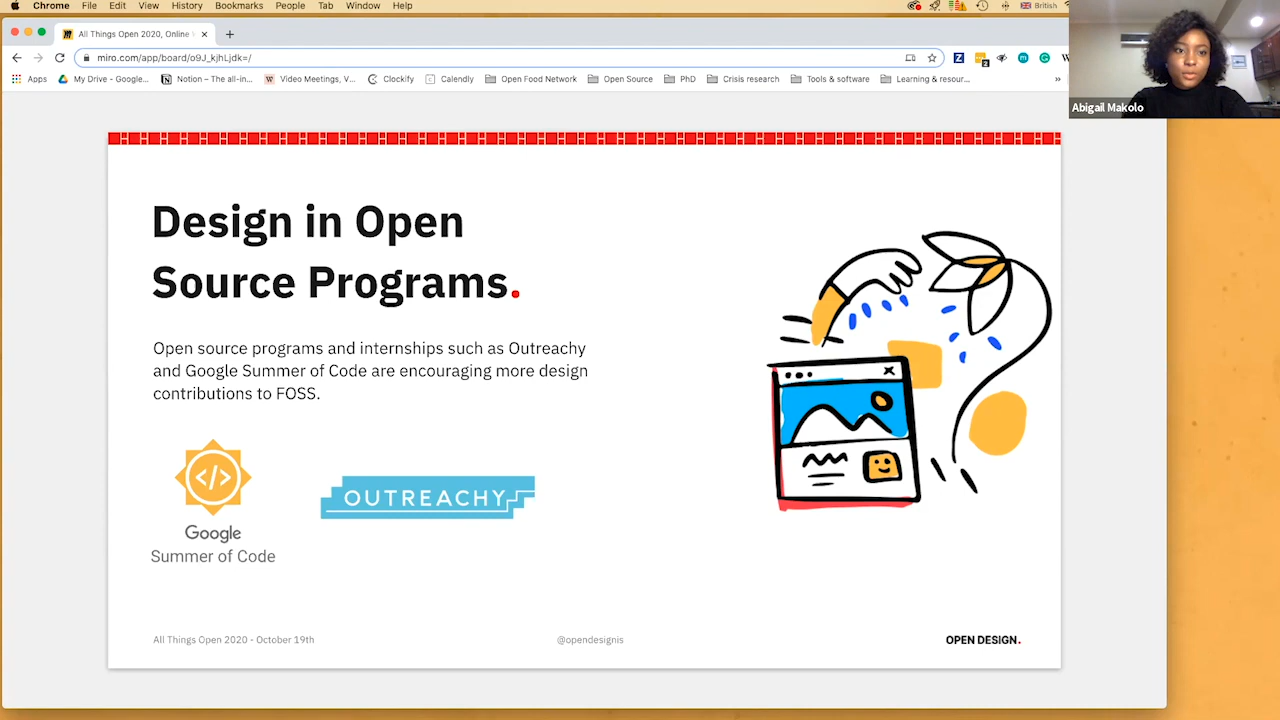 Chrome File Edit View History Bookmarks People Tab Window Help
British
All Things Open 2020, Online
miro.com/app/board/o9J_kjhLjdk=/
Apps My Drive - Google... Notion – The all-in... Video Meetings, V... Clockify Calendly Open Food Network Open Source PhD Crisis research Tools & software Learning & resour... »
Abigail Makolo
Design in Open
Source Programs.
Open source programs and internships such as Outreachy
and Google Summer of Code are encouraging more design
contributions to FOSS.
OUTREACHY
Google
Summer of Code
All Things Open 2020 - October 19th
@opendesignis
OPEN DESIGN.